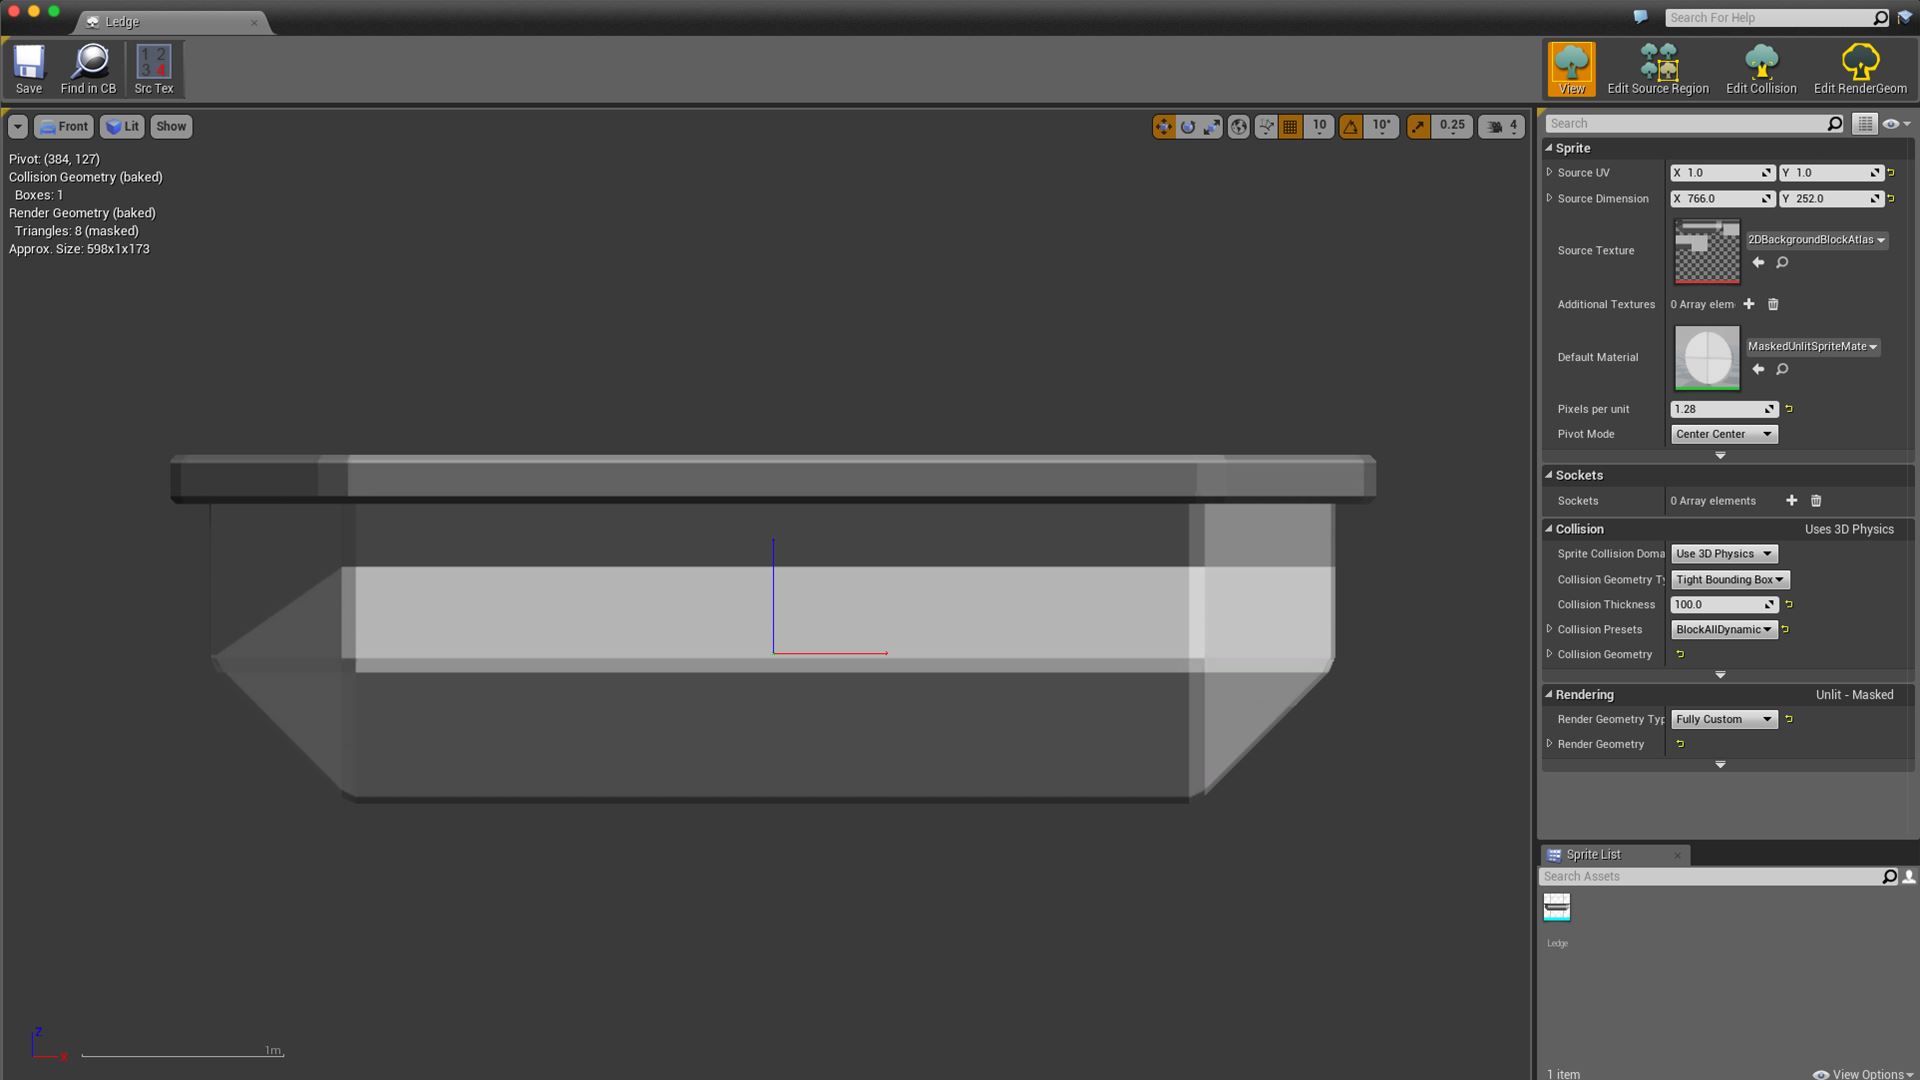 Ledge
Search For Help
Save
Find in CB
1 2
3 4
Src Tex
View
Edit Source Region
Edit Collision
Edit RenderGeom
Front
Lit
Show
10
10°
0.25
4
Pivot: (384, 127)
Collision Geometry (baked)
Boxes: 1
Render Geometry (baked)
Triangles: 8 (masked)
Approx. Size: 598x1x173
Z
X
1m
Search
Sprite
Source UV
X 1.0
Y 1.0
Source Dimension
X 766.0
Y 252.0
Source Texture
2DBackgroundBlockAtlas
Additional Textures
0 Array elem
Default Material
MaskedUnlitSpriteMate
Pixels per unit
1.28
Pivot Mode
Center Center
Sockets
Sockets
0 Array elements
Collision
Uses 3D Physics
Sprite Collision Doma
Use 3D Physics
Collision Geometry Ty
Tight Bounding Box
Collision Thickness
100.0
Collision Presets
BlockAllDynamic
Collision Geometry
Rendering
Unlit - Masked
Render Geometry Typ
Fully Custom
Render Geometry
Sprite List
Search Assets
Ledge
1 item
View Options